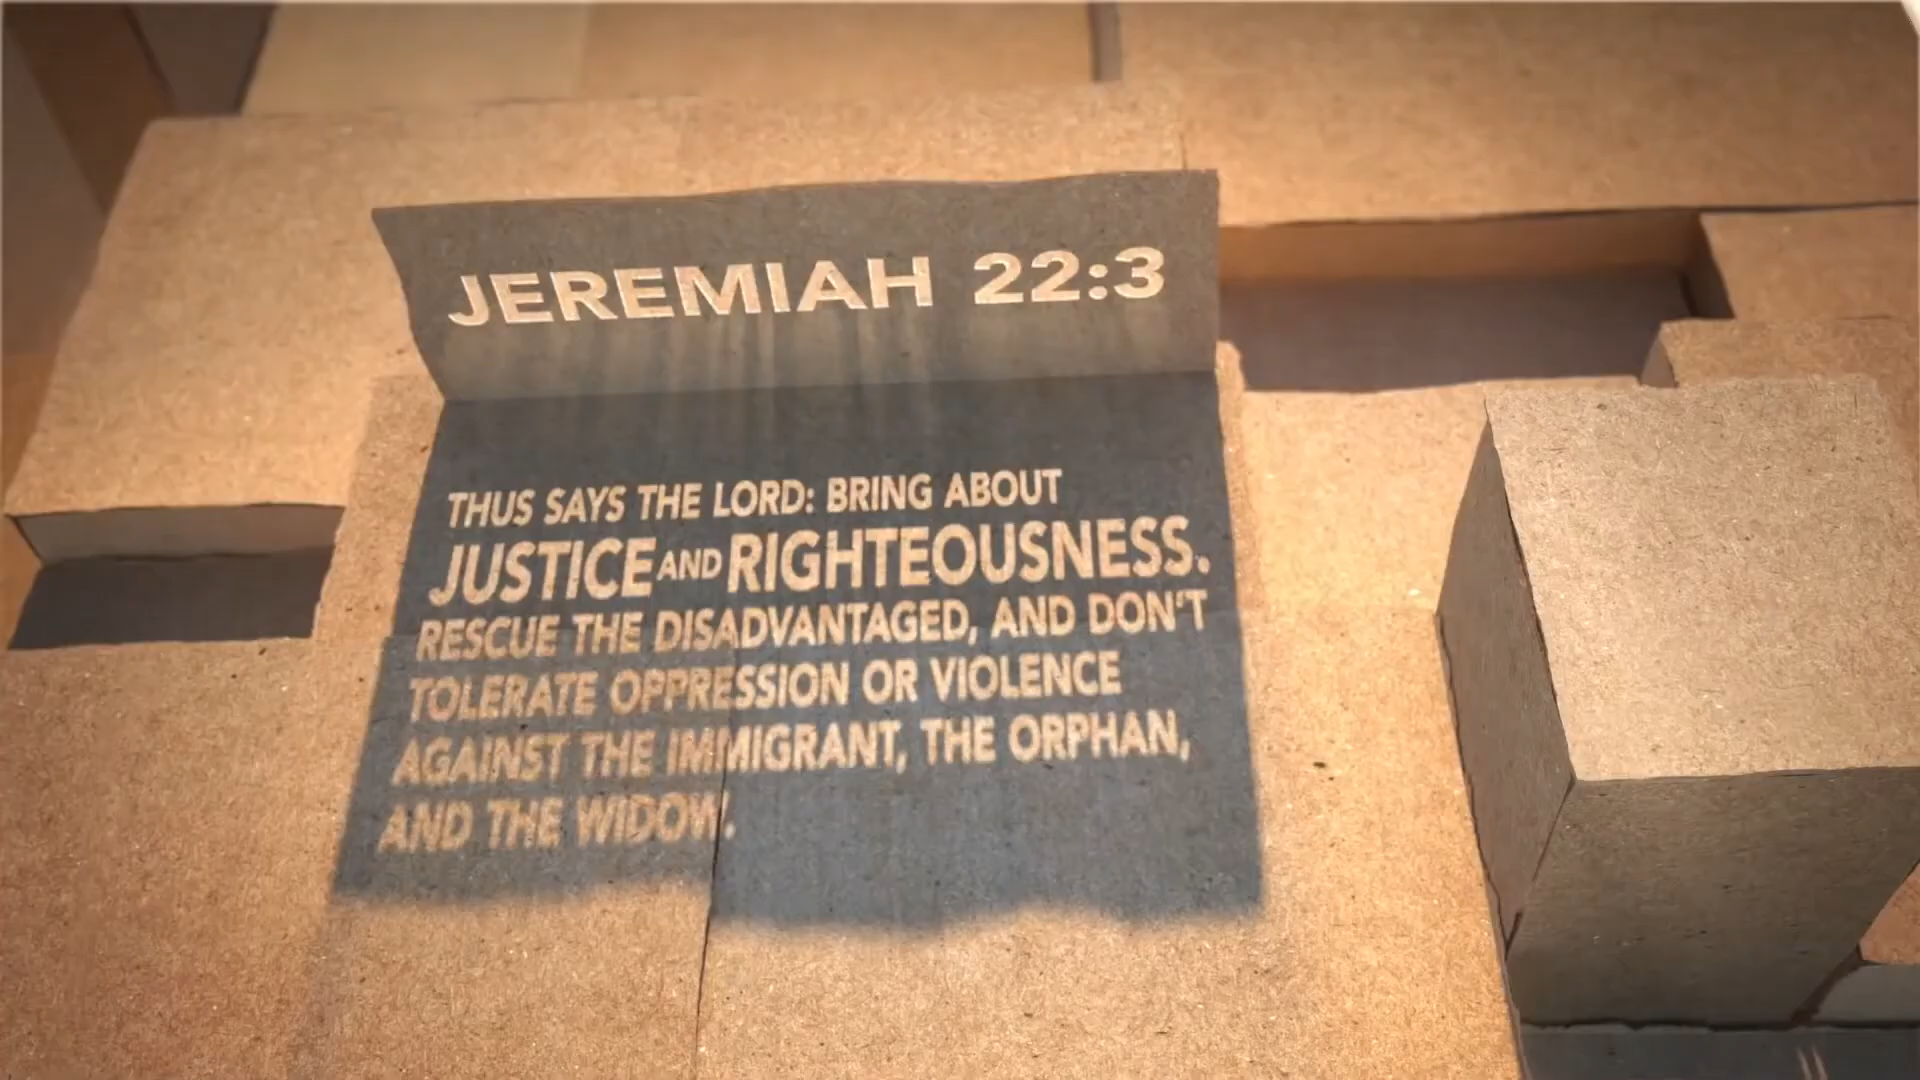 JEREMIAH 22:3
THUS SAYS THE LORD: BRING ABOUT
JUSTICE AND RIGHTEOUSNESS.
RESCUE THE DISADVANTAGED, AND DON'T
TOLERATE OPPRESSION OR VIOLENCE
AGAINST THE IMMIGRANT, THE ORPHAN,
AND THE WIDOW.